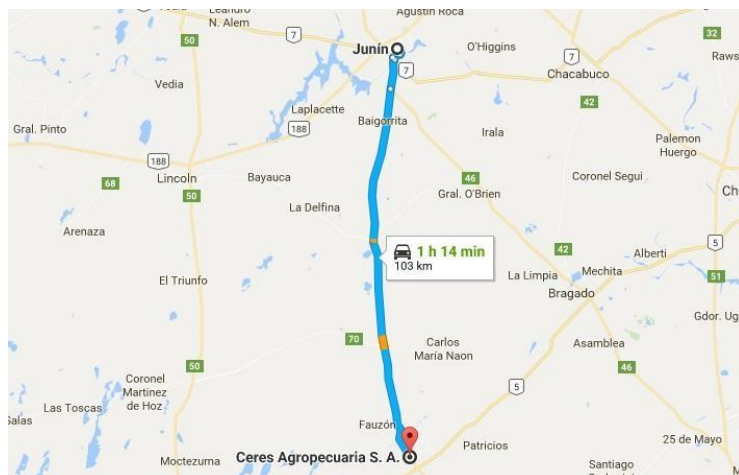 Leandro
N. Alem
Agustín Roca
50
7
Junín
O'Higgins
7
32
Raws
7
Chacabuco
Vedia
Laplacette
188
Baigorrita
42
Gral. Pinto
Irala
Palemon
Huergo
188
Lincoln
Bayauca
46
Coronel Segui
68
50
Gral. O'Brien
Ch
La Delfina
42
Arenaza
1 h 14 min
103 km
5
Alberti
El Triunfo
La Limpia
Mechita
51
Bragado
Gdor. Ug
70
Carlos
María Naon
Asamblea
50
46
Coronel
Martinez
de Hoz
5
Las Toscas
Salas
Fauzón
Ceres Agropecuaria S. A.
Moctezuma
Patricios
25 de Mayo
Santiago